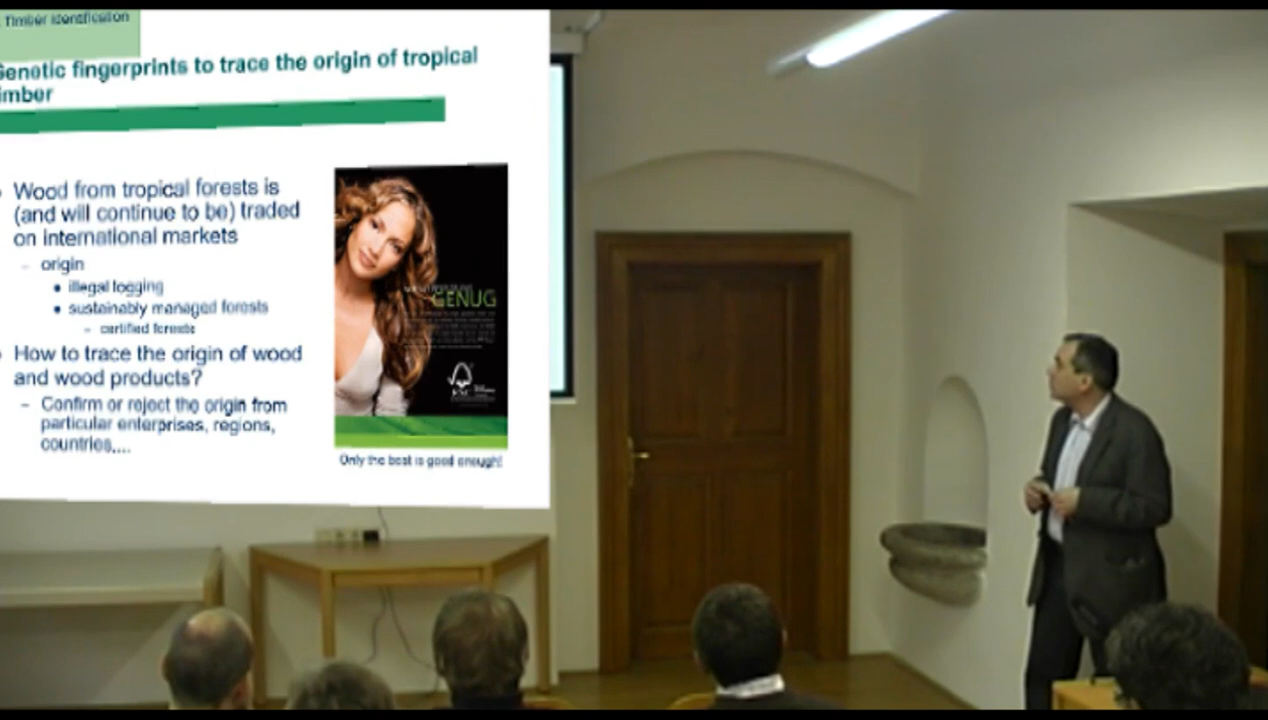 Timber identification
Genetic fingerprints to trace the origin of tropical
imber
Wood from tropical forests is
(and will continue to be) traded
on international markets
– origin
• illegal logging
• sustainably managed forests
– certified forests
How to trace the origin of wood
and wood products?
– Confirm or reject the origin from
particular enterprises, regions,
countries,...
GENUG
FSC
Only the best is good enough!